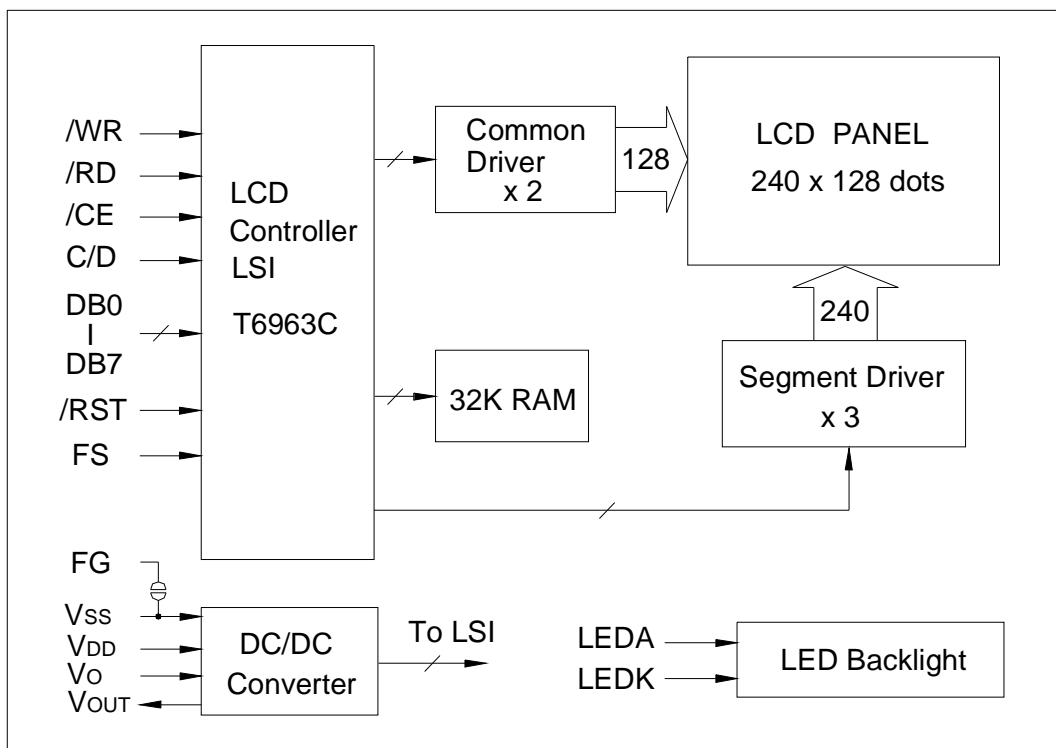 /WR
/RD
/CE
C/D
DB0
I
DB7
/RST
FS
LCD
Controller
LSI
T6963C
Common
Driver
x 2
128
LCD PANEL
240 x 128 dots
240
Segment Driver
x 3
32K RAM
FG
VSS
VDD
VO
VOUT
DC/DC
Converter
To LSI
LEDA
LEDK
LED Backlight